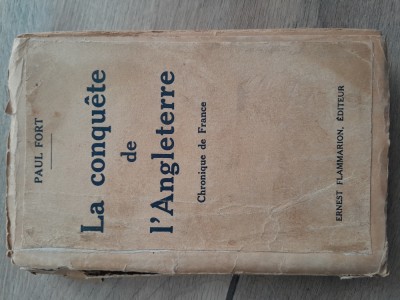 PAUL FORT
La conquête
de
l'Angleterre
Chronique de France
ERNEST FLAMMARION, ÉDITEUR